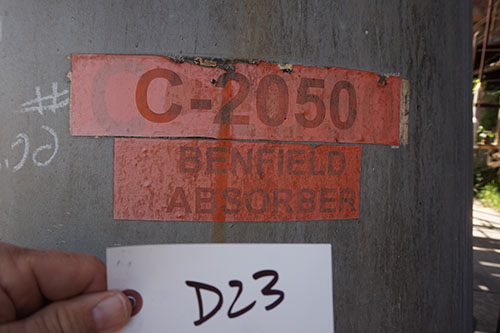 C-2050
BENFIELD
ABSORBER
#
D23